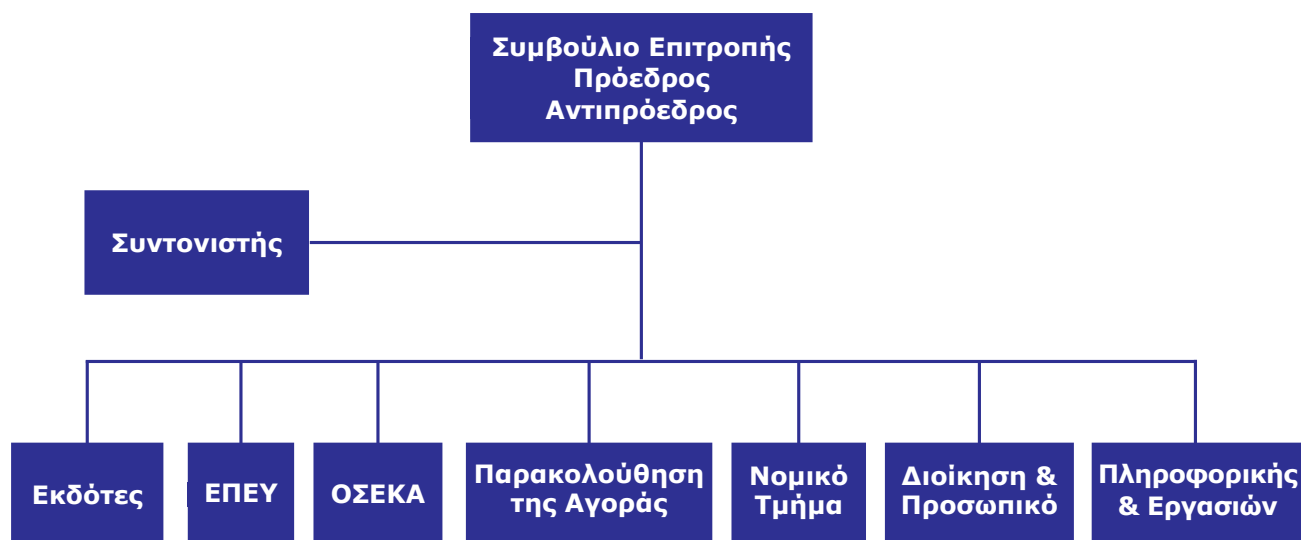 Συμβούλιο Επιτροπής
Πρόεδρος
Αντιπρόεδρος
Συντονιστής
Εκδότες
ΕΠΕΥ
ΟΣΕΚΑ
Παρακολούθηση
της Αγοράς
Νομικό
Τμήμα
Διοίκηση &
Προσωπικό
Πληροφορικής
& Εργασιών